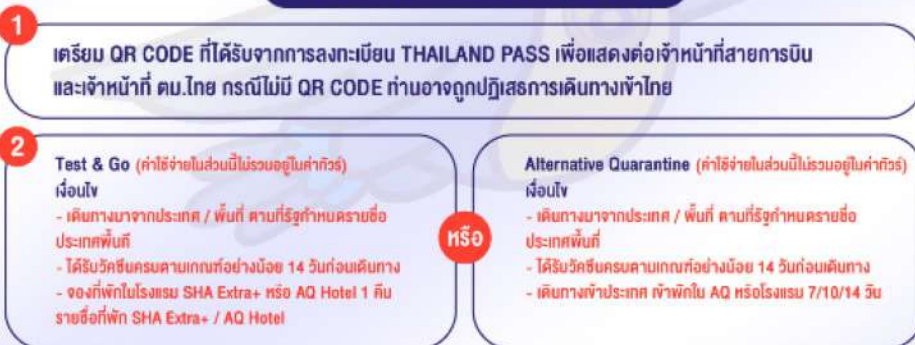 1
เตรียม QR CODE ที่ได้รับจากการลงทะเบียน THAILAND PASS เพื่อแสดงต่อเจ้าหน้าที่สายการบิน
และเจ้าหน้าที่ ตม.ไทย กรณีไม่มี QR CODE ท่านอาจถูกปฏิเสธการเดินทางเข้าไทย
2
Test & Go (ค่าใช้จ่ายในส่วนนี้ไม่รวมอยู่ในค่าทัวร์)
เงื่อนไข
- เดินทางมาจากประเทศ / พื้นที่ ตามที่รัฐกำหนดรายชื่อ
ประเทศพื้นที่
- ได้รับวัคซีนครบตามเกณฑ์อย่างน้อย 14 วันก่อนเดินทาง
- จองที่พักในโรงแรม SHA Extra+ หรือ AQ Hotel 1 คืน
รายชื่อที่พัก SHA Extra+ / AQ Hotel
หรือ
Alternative Quarantine (ค่าใช้จ่ายในส่วนนี้ไม่รวมอยู่ในค่าทัวร์)
เงื่อนไข
- เดินทางมาจากประเทศ / พื้นที่ ตามที่รัฐกำหนดรายชื่อ
ประเทศพื้นที่
- ได้รับวัคซีนครบตามเกณฑ์อย่างน้อย 14 วันก่อนเดินทาง
- เดินทางเข้าประเทศ เข้าพักใน AQ หรือโรงแรม 7/10/14 วัน